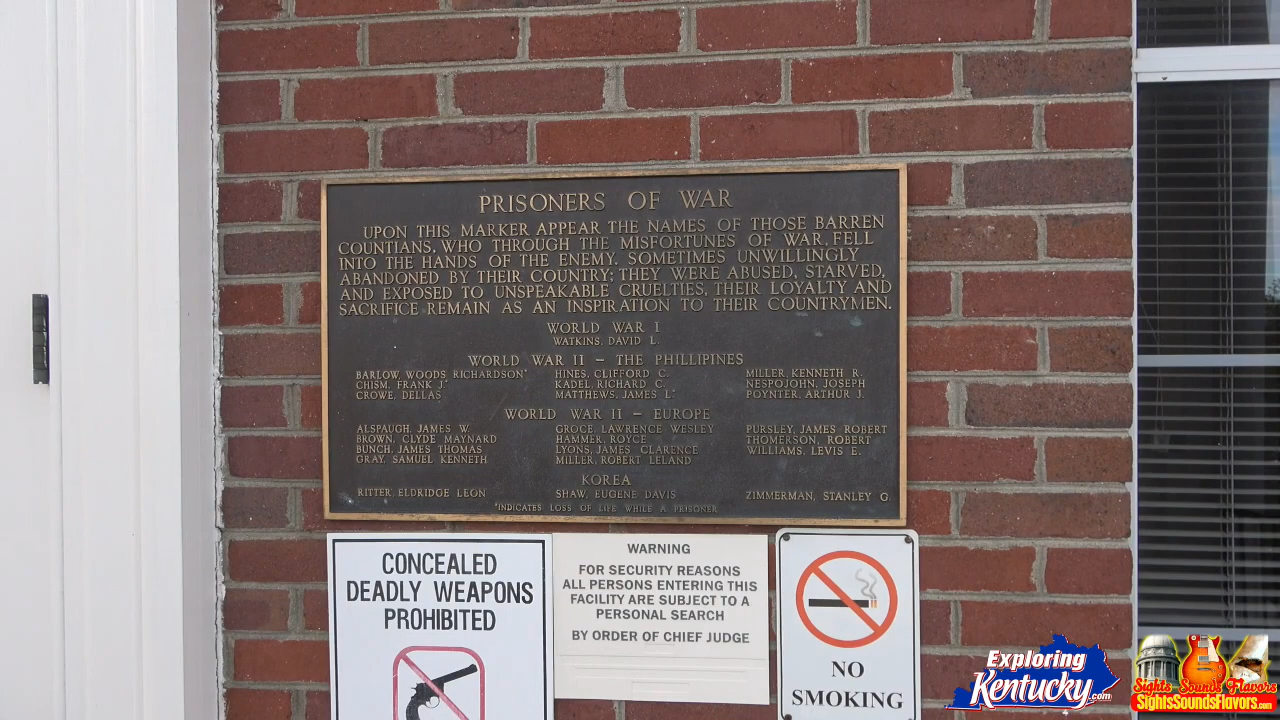 PRISONERS OF WAR
UPON THIS MARKER APPEAR THE NAMES OF THOSE BARREN
COUNTIANS, WHO THROUGH THE MISFORTUNES OF WAR, FELL
INTO THE HANDS OF THE ENEMY. SOMETIMES UNWILLINGLY
ABANDONED BY THEIR COUNTRY; THEY WERE ABUSED, STARVED,
AND EXPOSED TO UNSPEAKABLE CRUELTIES, THEIR LOYALTY AND
SACRIFICE REMAIN AS AN INSPIRATION TO THEIR COUNTRYMEN.
WORLD WAR I
WATKINS, DAVID L.
WORLD WAR II – THE PHILLIPINES
BARLOW, WOODS RICHARDSON* HINES, CLIFFORD C. MILLER, KENNETH R.
CHISM, FRANK J.* KADEL, RICHARD C. NESPOJOHN, JOSEPH
CROWE, DELLAS MATTHEWS, JAMES L.* POYNTER, ARTHUR J.
WORLD WAR II – EUROPE
ALSPAUGH, JAMES W. GROCE, LAWRENCE WESLEY PURSLEY, JAMES ROBERT
BROWN, CLYDE MAYNARD HAMMER, ROYCE THOMERSON, ROBERT
BUNCH, JAMES THOMAS LYONS, JAMES CLARENCE WILLIAMS, LEVIS E.
GRAY, SAMUEL KENNETH MILLER, ROBERT LELAND
KOREA
RITTER, ELDRIDGE LEON SHAW, EUGENE DAVIS ZIMMERMAN, STANLEY G.
*INDICATES LOSS OF LIFE WHILE A PRISONER
CONCEALED
DEADLY WEAPONS
PROHIBITED
WARNING
FOR SECURITY REASONS
ALL PERSONS ENTERING THIS
FACILITY ARE SUBJECT TO A
PERSONAL SEARCH
BY ORDER OF CHIEF JUDGE
NO
SMOKING
Exploring
Kentucky.com
Sights Sounds Flavors
SightsSoundsFlavors.com